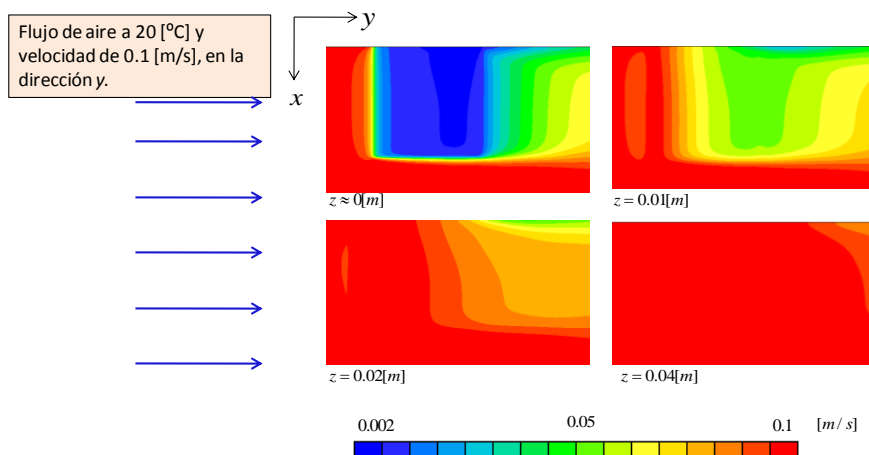 Flujo de aire a 20 [ºC] y
velocidad de 0.1 [m/s], en la
dirección y.
y
x
z ≈ 0[m]
z = 0.01[m]
z = 0.02[m]
z = 0.04[m]
0.002 0.05 0.1 [m/s]